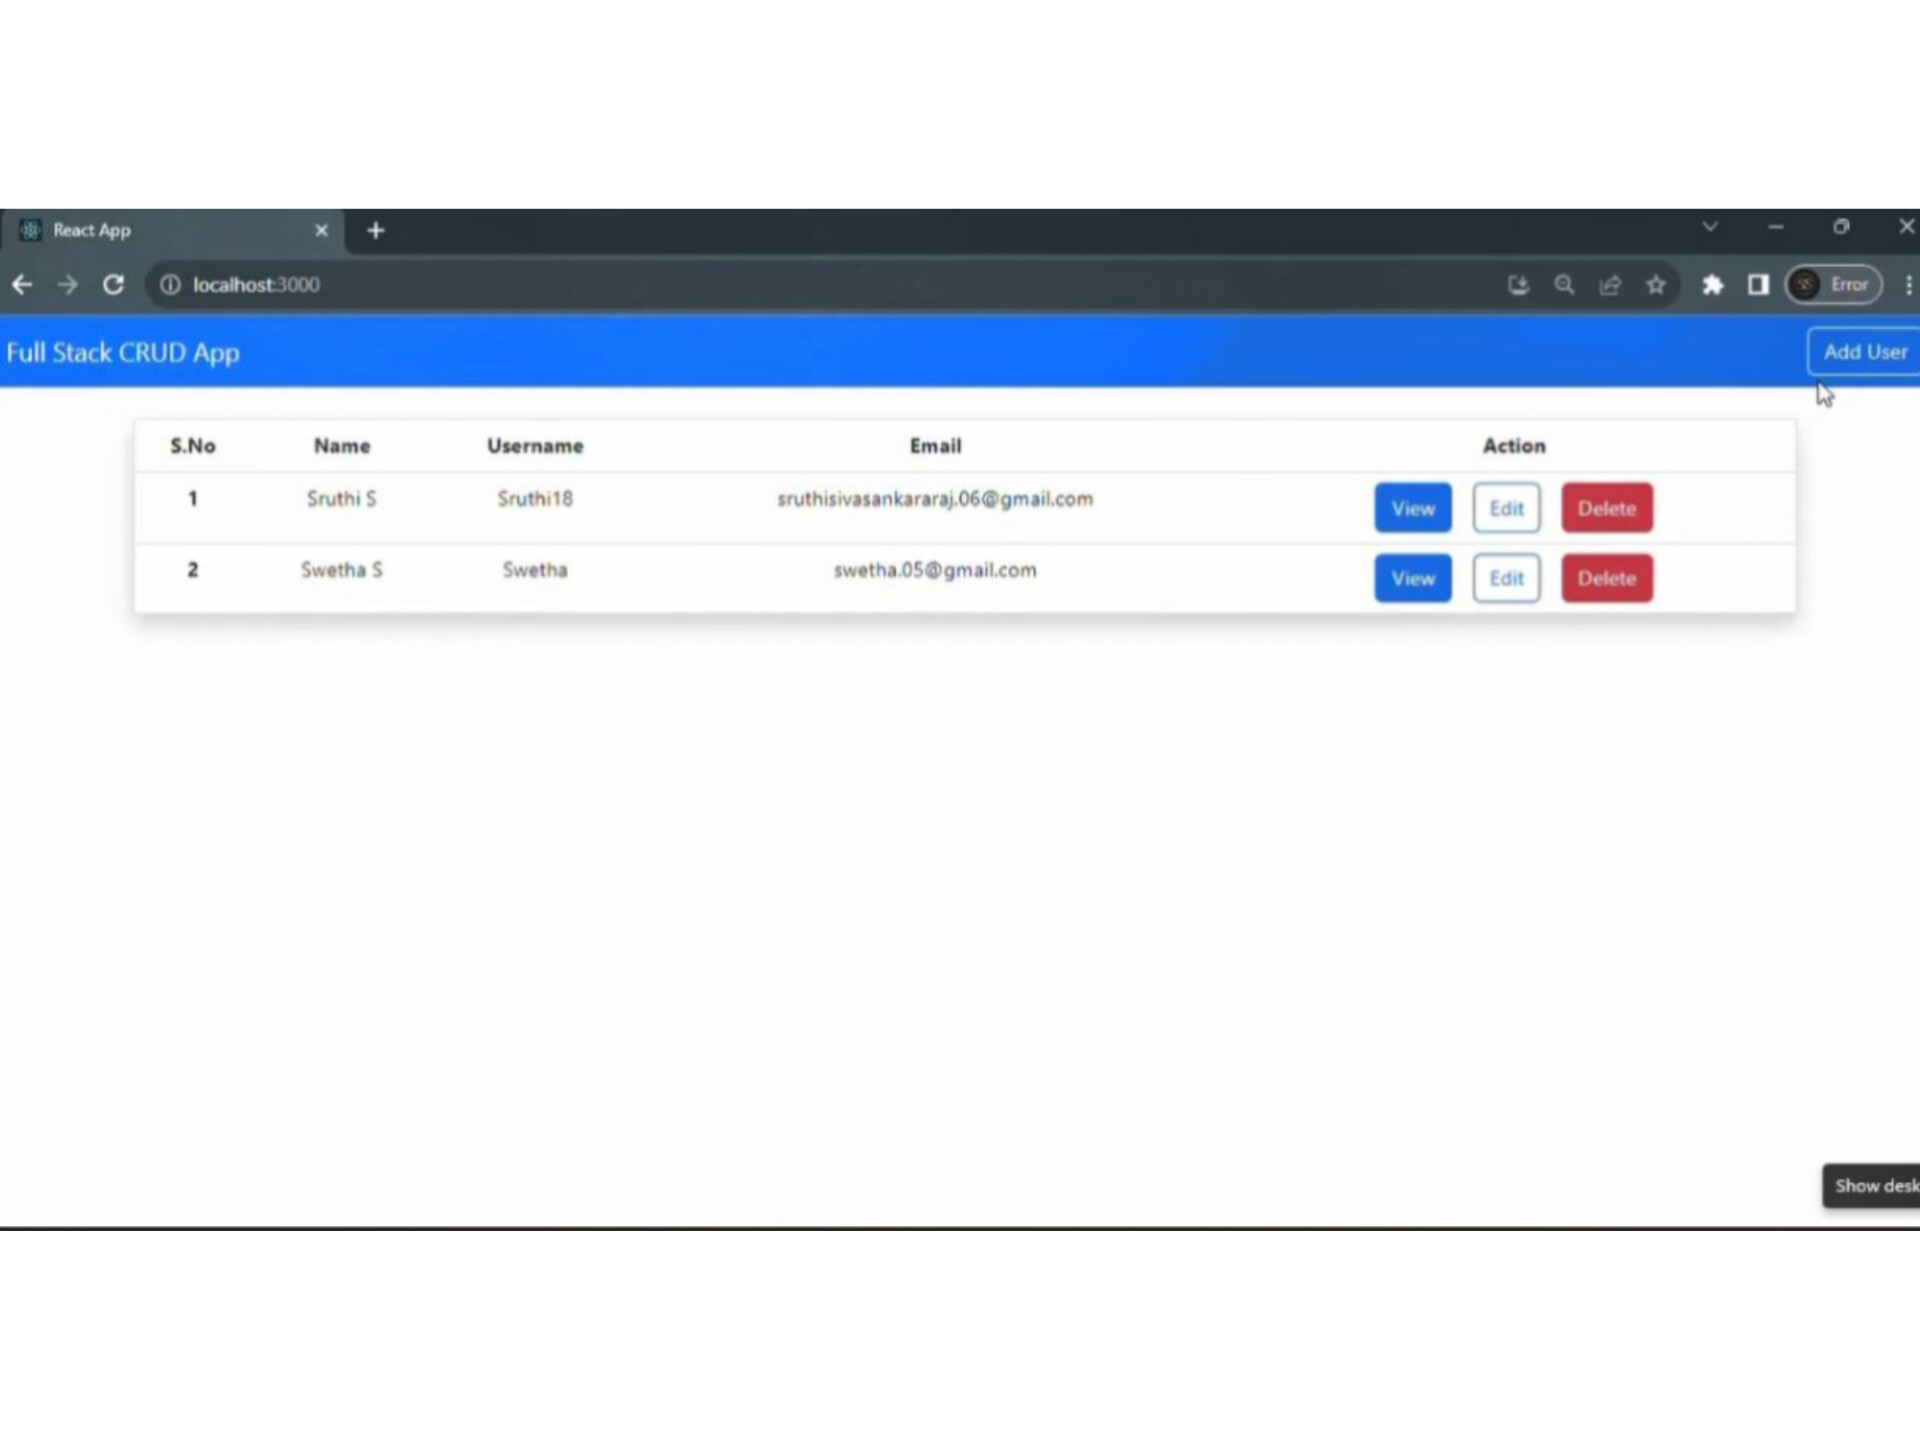 React App
localhost:3000
Error
Full Stack CRUD App
Add User
S.No Name Username Email Action
1 Sruthi S Sruthi18 sruthisivasankararaj.06@gmail.com View Edit Delete
2 Swetha S Swetha swetha.05@gmail.com View Edit Delete
Show desk